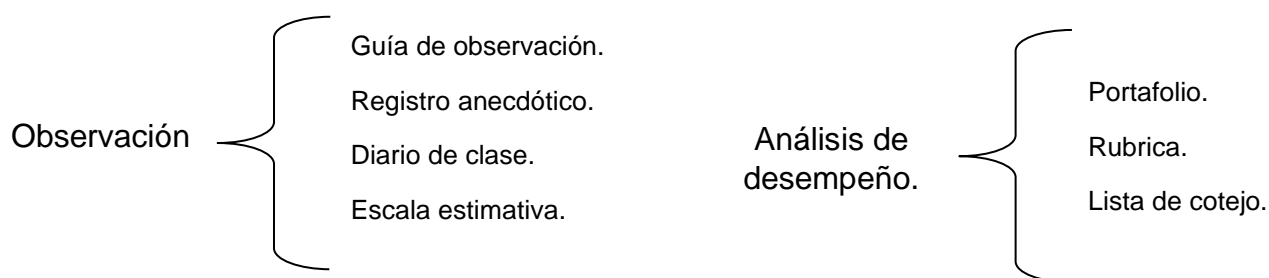 Observación
Guía de observación.
Registro anecdótico.
Diario de clase.
Escala estimativa.
Análisis de
desempeño.
Portafolio.
Rubrica.
Lista de cotejo.